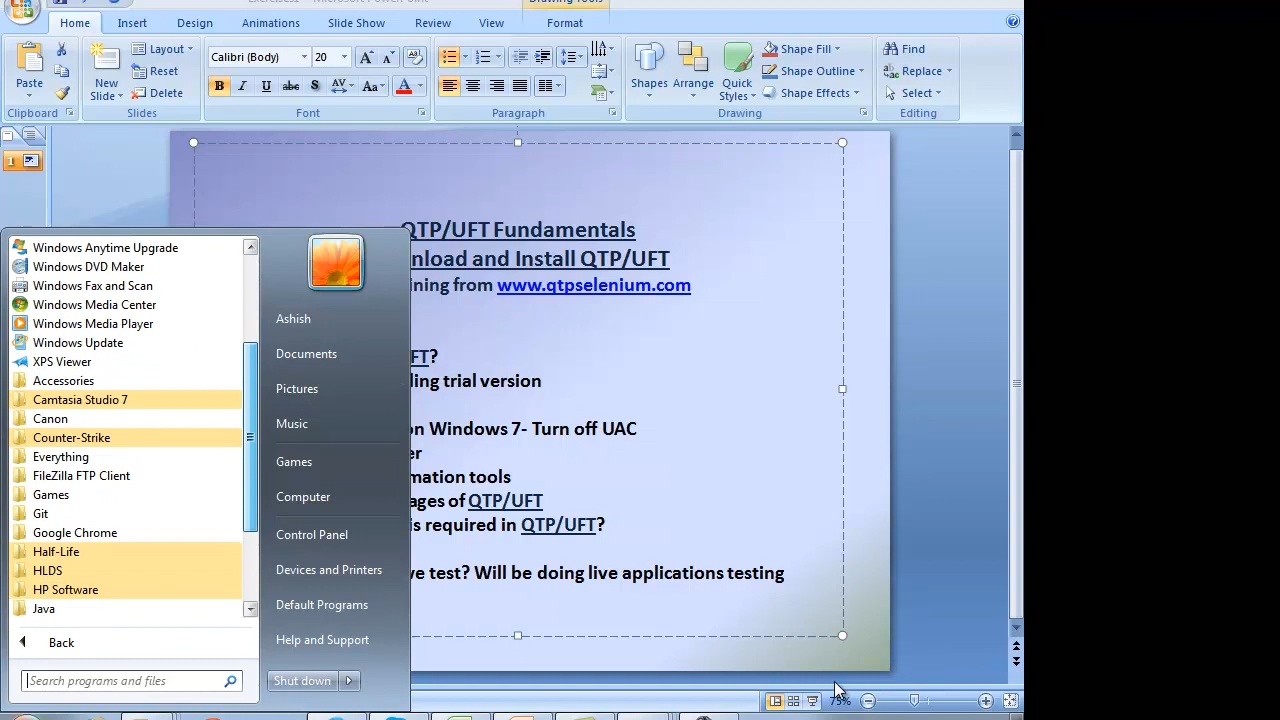 Home Insert Design Animations Slide Show Review View Format
Paste
Clipboard
New
Slide
Layout
Reset
Delete
Slides
Calibri (Body) 20
B I U abc AV Aa A
Font
Paragraph
Shapes
Arrange
Quick
Styles
Shape Fill
Shape Outline
Shape Effects
Drawing
Find
Replace
Select
Editing
1
QTP/UFT Fundamentals
nload and Install QTP/UFT
ining from www.qtpselenium.com
UFT?
ding trial version
on Windows 7- Turn off UAC
er
mation tools
ages of QTP/UFT
is required in QTP/UFT?
ve test? Will be doing live applications testing
Windows Anytime Upgrade
Windows DVD Maker
Windows Fax and Scan
Windows Media Center
Windows Media Player
Windows Update
XPS Viewer
Accessories
Camtasia Studio 7
Canon
Counter-Strike
Everything
FileZilla FTP Client
Games
Git
Google Chrome
Half-Life
HLDS
HP Software
Java
Back
Search programs and files
Ashish
Documents
Pictures
Music
Games
Computer
Control Panel
Devices and Printers
Default Programs
Help and Support
Shut down
75%